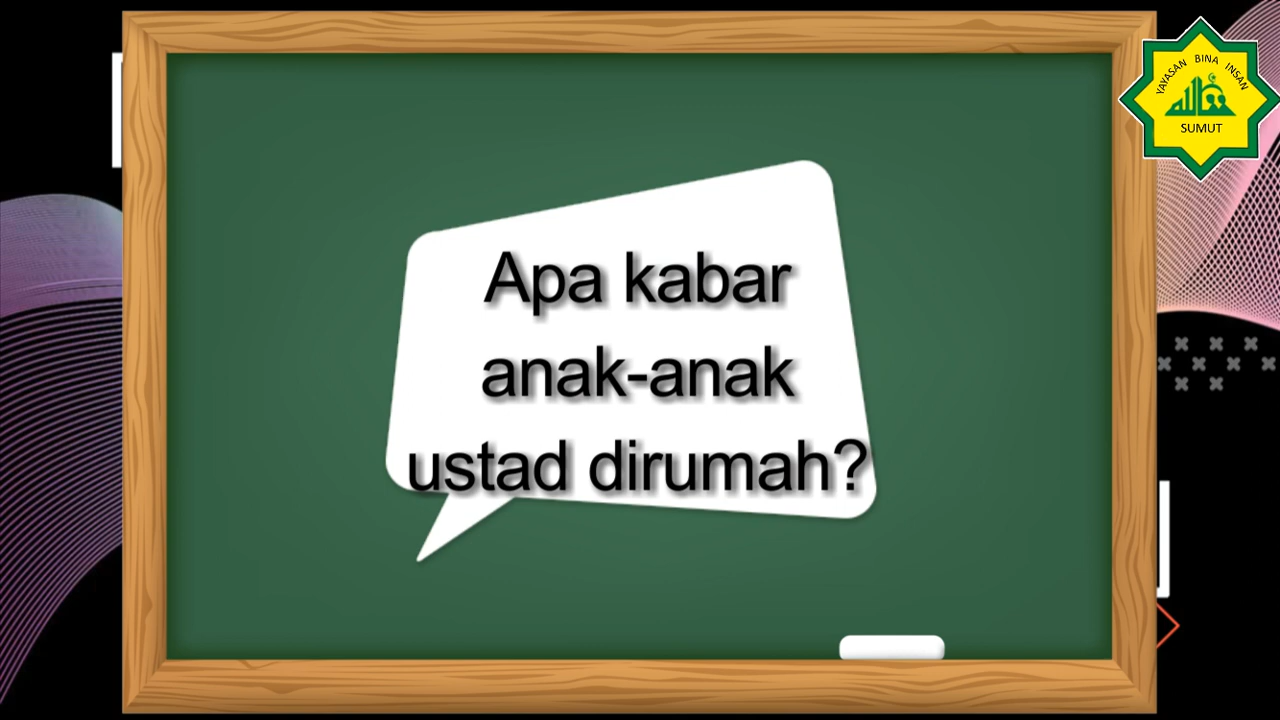 Apa kabar
anak-anak
ustad dirumah?
YAYASAN BINA INSAN
SUMUT